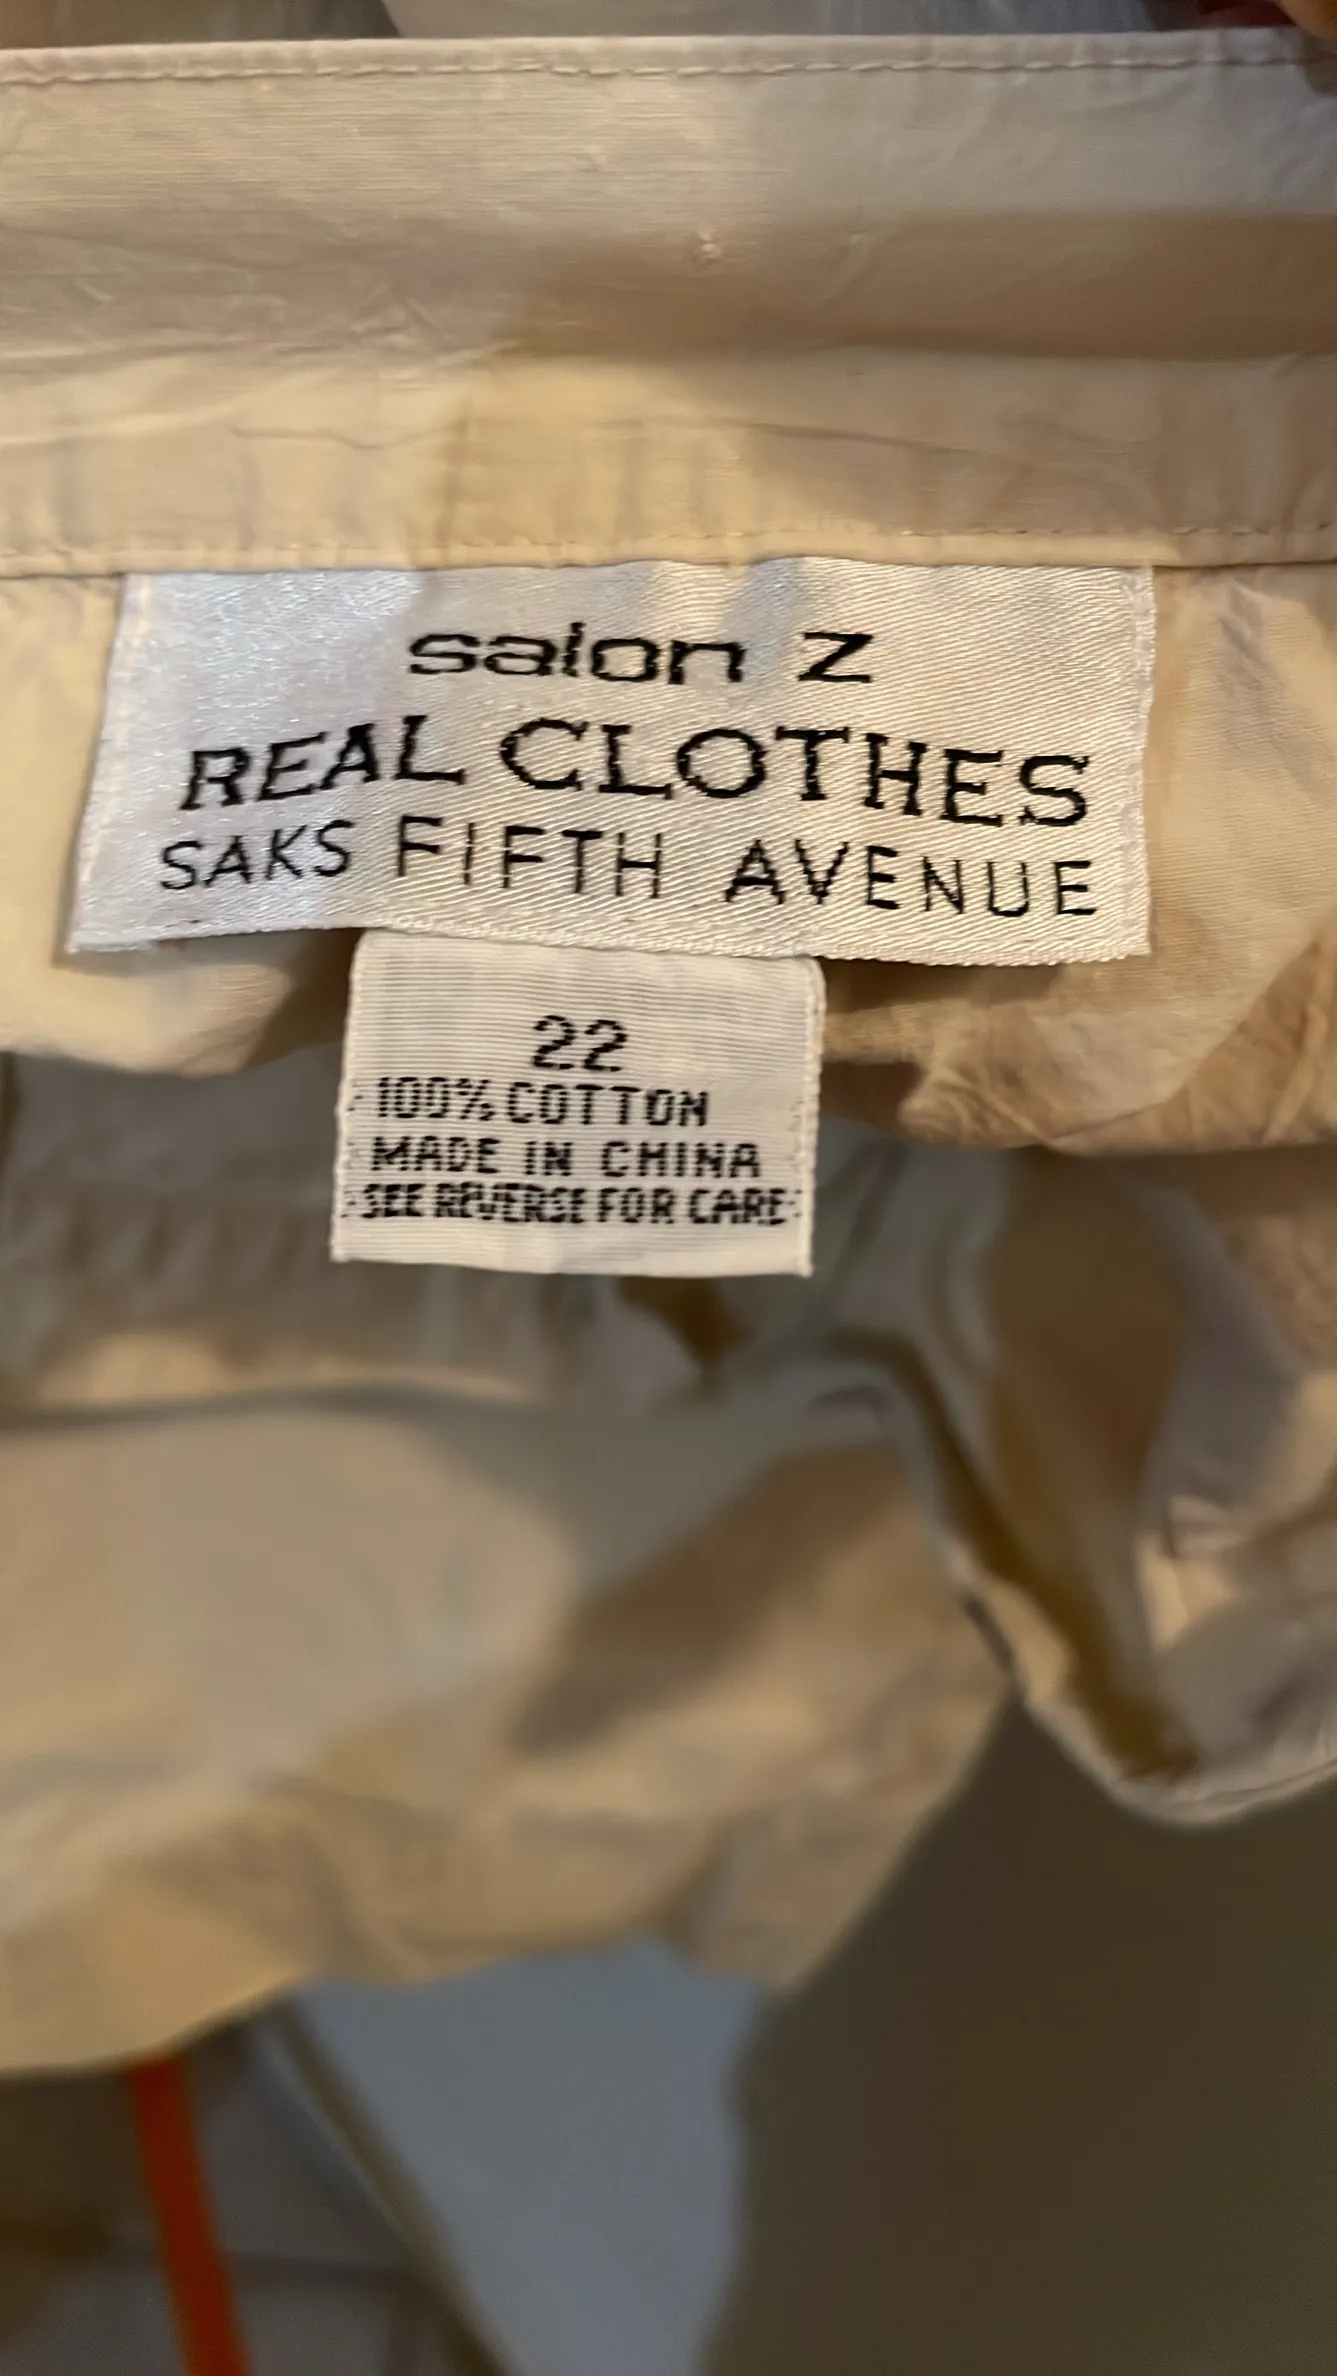 salon z
REAL CLOTHES
SAKS FIFTH AVENUE
22
100% COTTON
MADE IN CHINA
SEE REVERSE FOR CARE